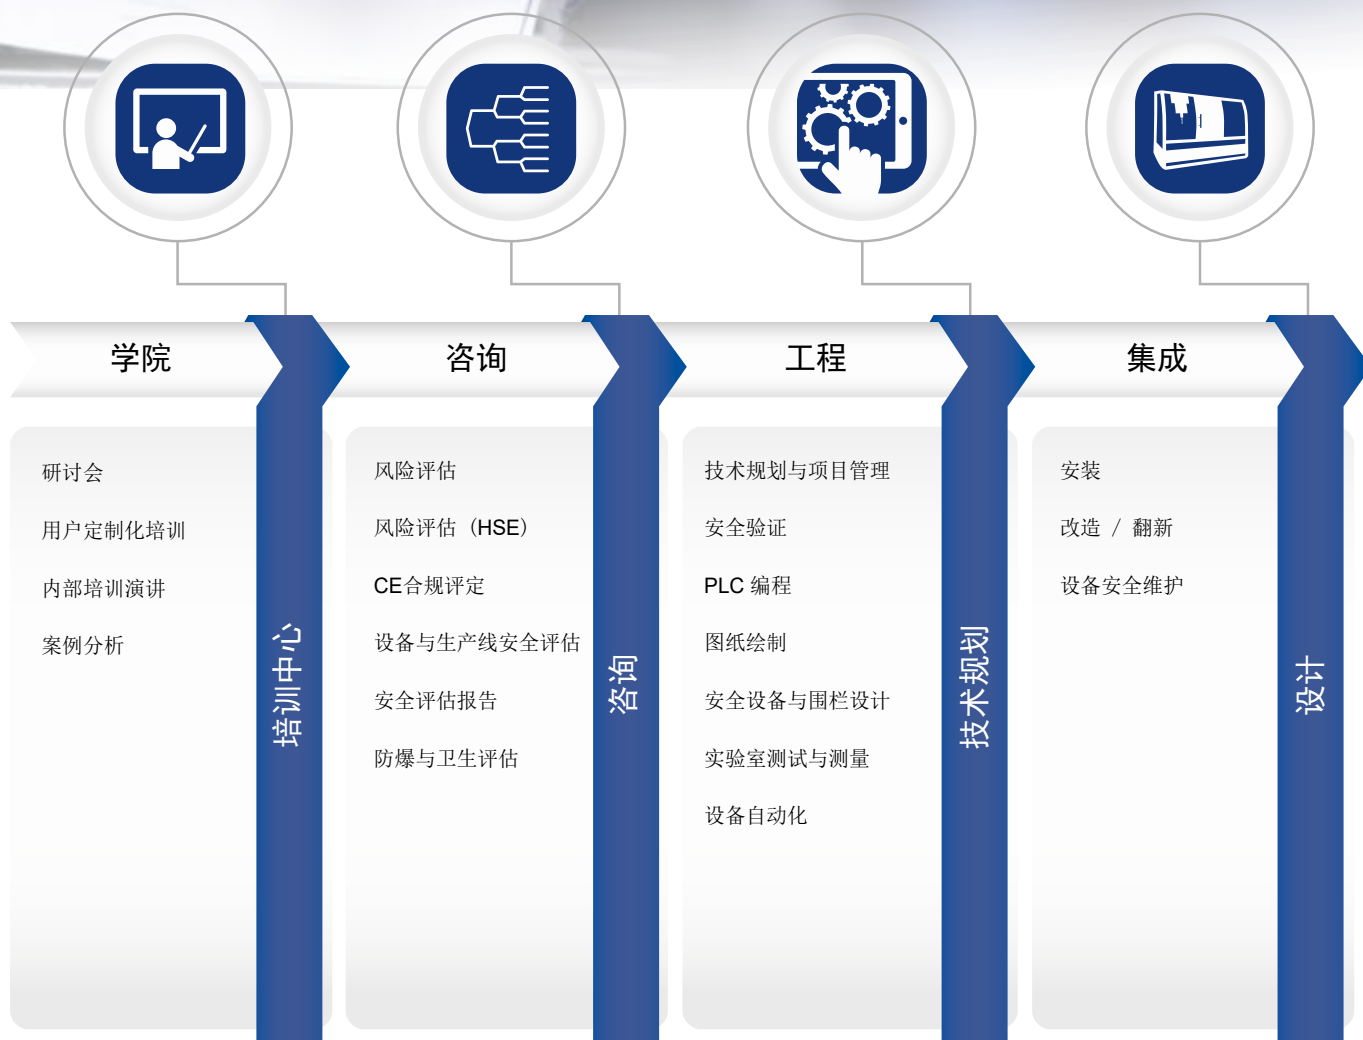 学院
研讨会
用户定制化培训
内部培训演讲
案例分析
培训中心
咨询
风险评估
风险评估（HSE）
CE合规评定
设备与生产线安全评估
安全评估报告
防爆与卫生评估
咨询
工程
技术规划与项目管理
安全验证
PLC 编程
图纸绘制
安全设备与围栏设计
实验室测试与测量
设备自动化
技术规划
集成
安装
改造 / 翻新
设备安全维护
设计